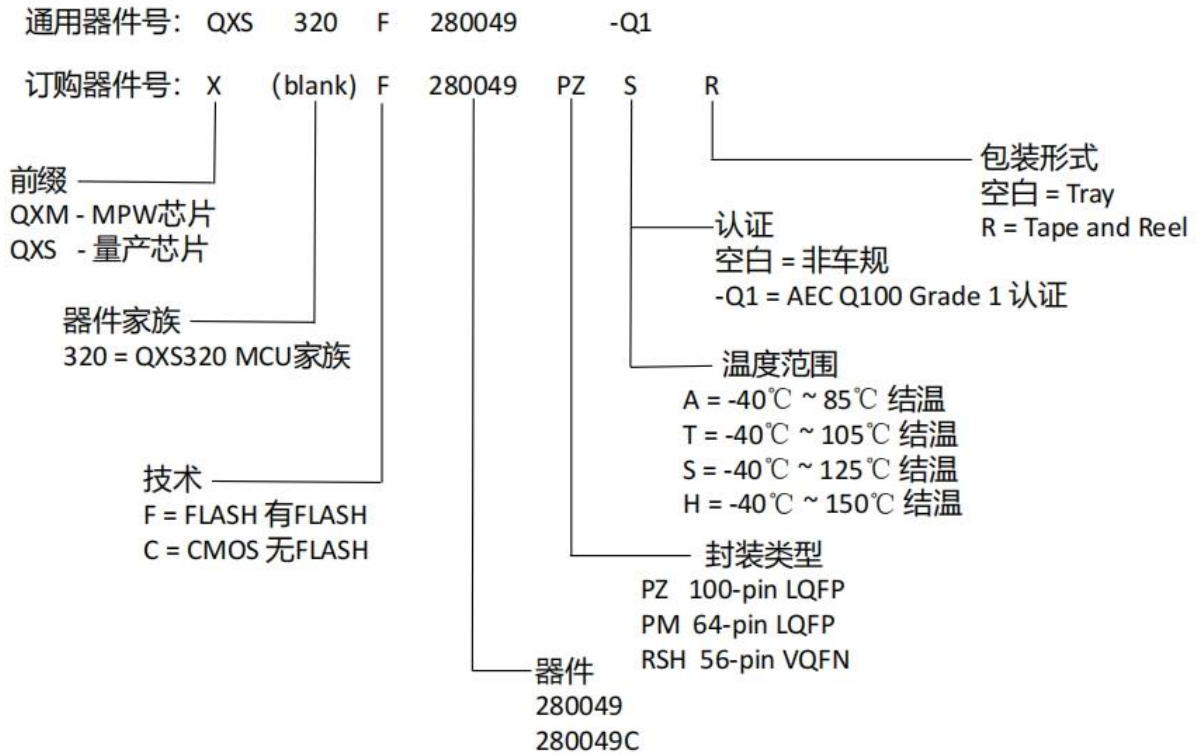 通用器件号： QXS 320 F 280049 -Q1
订购器件号： X (blank) F 280049 PZ S R
包装形式
空白 = Tray
R = Tape and Reel
前缀
QXM - MPW芯片
QXS - 量产芯片
认证
空白 = 非车规
-Q1 = AEC Q100 Grade 1 认证
器件家族
320 = QXS320 MCU家族
温度范围
A = -40℃ ~ 85℃ 结温
T = -40℃ ~ 105℃ 结温
S = -40℃ ~ 125℃ 结温
H = -40℃ ~ 150℃ 结温
技术
F = FLASH 有FLASH
C = CMOS 无FLASH
封装类型
PZ 100-pin LQFP
PM 64-pin LQFP
RSH 56-pin VQFN
器件
280049
280049C